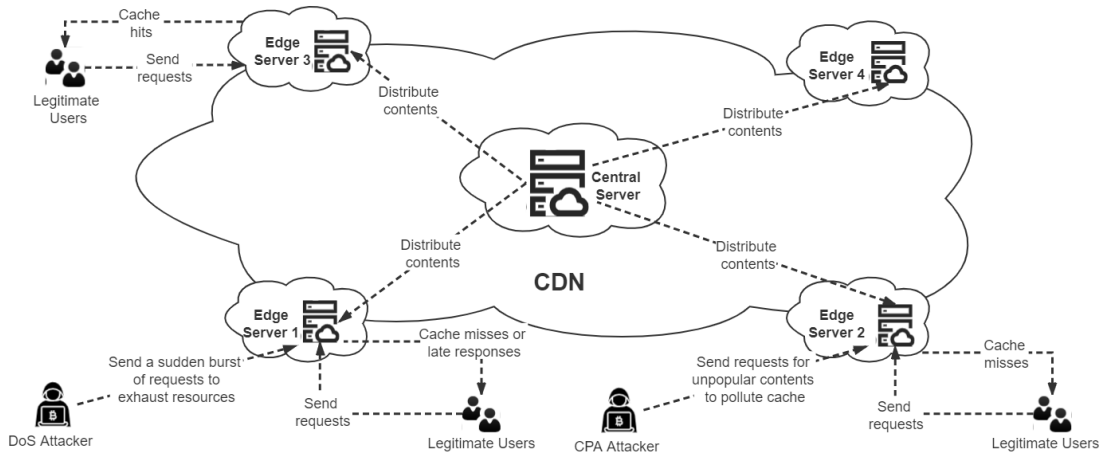 Cache
hits
Send
requests
Legitimate
Users
Edge
Server 3
Distribute
contents
Edge
Server 4
Distribute
contents
Central
Server
Distribute
contents
Distribute
contents
CDN
Edge
Server 1
Cache misses or
late responses
Send a sudden burst
of requests to
exhaust resources
Send
requests
DoS Attacker
Legitimate Users
Edge
Server 2
Send requests for
unpopular contents
to pollute cache
Cache
misses
Send
requests
CPA Attacker
Legitimate Users